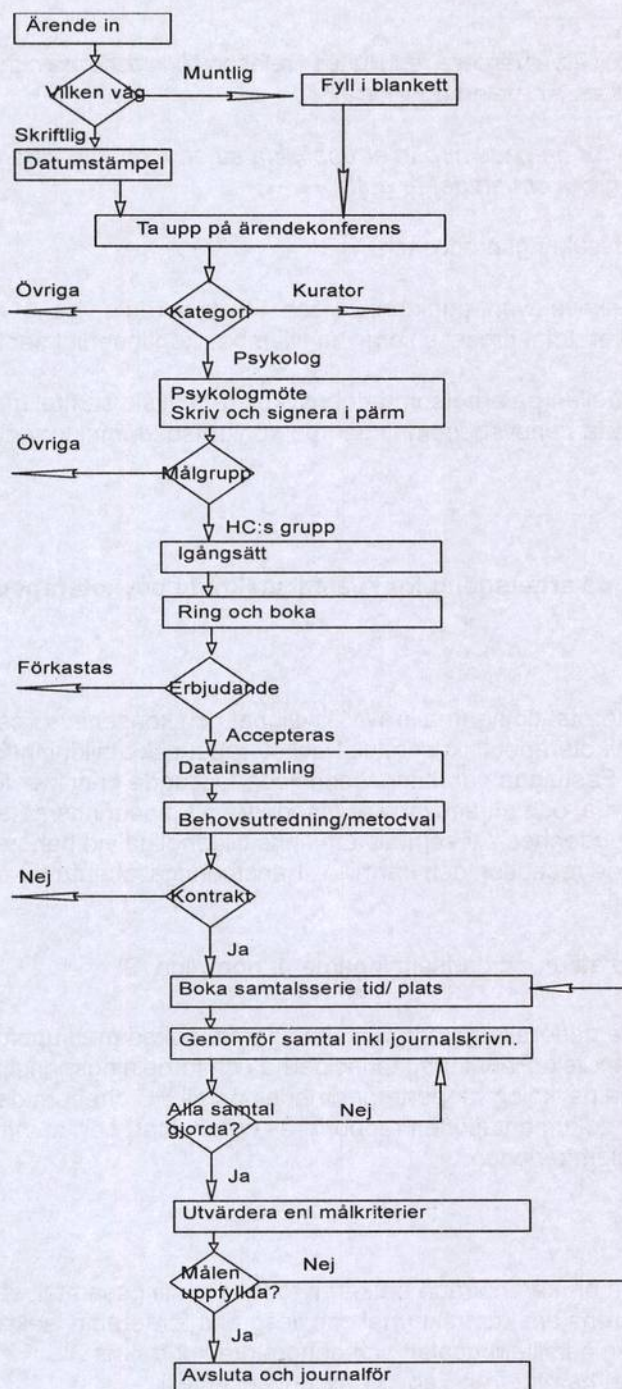 Ärende in
Muntlig
Vilken väg
Fyll i blankett
Skriftlig
Datumstämpel
Ta upp på ärendekonferens
Övriga
Kategori
Kurator
Psykolog
Psykologmöte
Skriv och signera i pärm
Övriga
Målgrupp
HC:s grupp
Igångsätt
Ring och boka
Förkastas
Erbjudande
Accepteras
Datainsamling
Behovsutredning/metodval
Nej
Kontrakt
Ja
Boka samtalsserie tid/ plats
Genomför samtal inkl journalskrivn.
Alla samtal
gjorda?
Nej
Ja
Utvärdera enl målkriterier
Målen
uppfyllda?
Nej
Ja
Avsluta och journalför